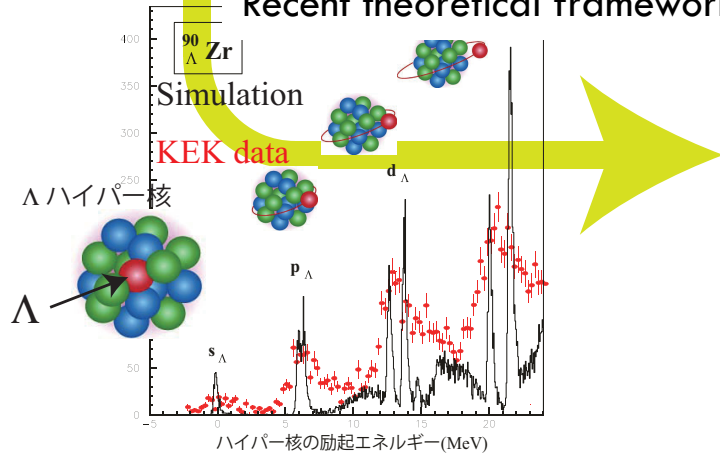 Recent theoretical framework
400
350
300
250
50
0
90
Λ Zr
Simulation
KEK data
Λ ハイパー核
Λ
s Λ
p Λ
d Λ
-5 0 5 10 15 20
ハイパー核の励起エネルギー(MeV)